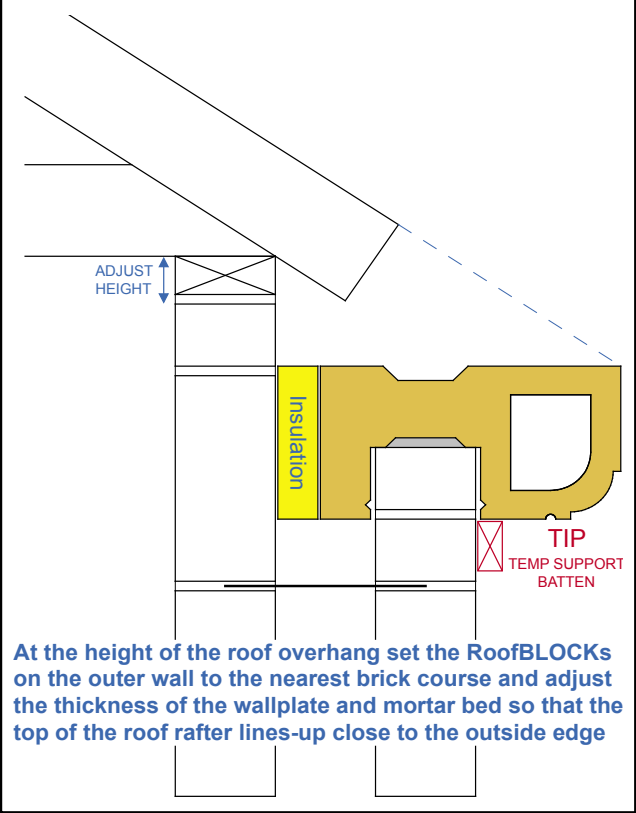 ADJUST
HEIGHT
Insulation
TIP
TEMP SUPPORT
BATTEN
At the height of the roof overhang set the RoofBLOCKs
on the outer wall to the nearest brick course and adjust
the thickness of the wallplate and mortar bed so that the
top of the roof rafter lines-up close to the outside edge